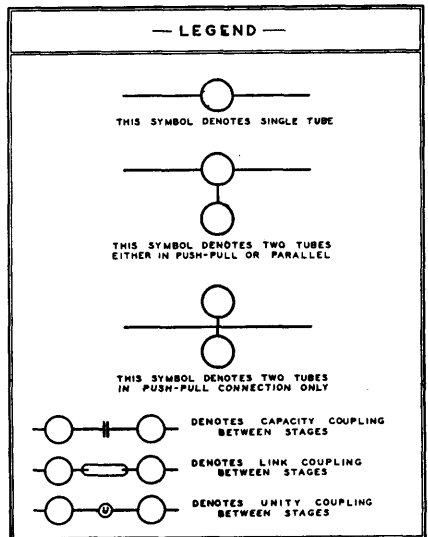 — LEGEND —
THIS SYMBOL DENOTES SINGLE TUBE
THIS SYMBOL DENOTES TWO TUBES
EITHER IN PUSH-PULL OR PARALLEL
THIS SYMBOL DENOTES TWO TUBES
IN PUSH-PULL CONNECTION ONLY
DENOTES CAPACITY COUPLING
BETWEEN STAGES
DENOTES LINK COUPLING
BETWEEN STAGES
U
DENOTES UNITY COUPLING
BETWEEN STAGES